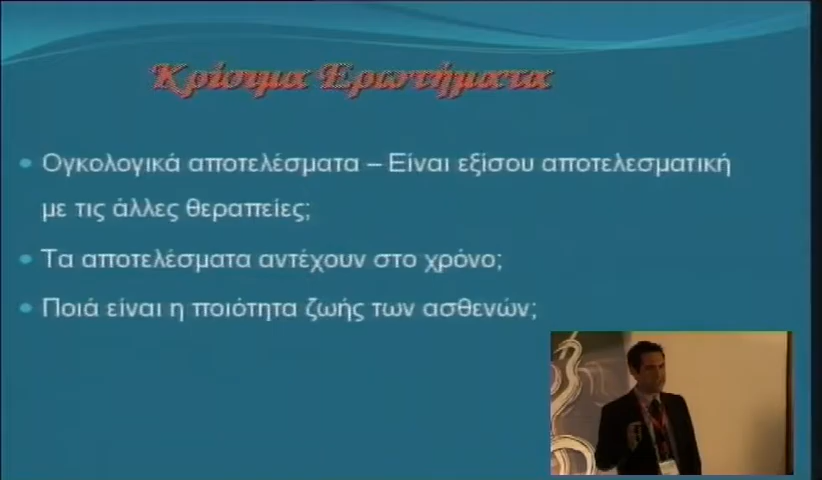 Κρίσιμα Ερωτήματα
• Ογκολογικά αποτελέσματα – Είναι εξίσου αποτελεσματική
με τις άλλες θεραπείες;
• Τα αποτελέσματα αντέχουν στο χρόνο;
• Ποιά είναι η ποιότητα ζωής των ασθενών;